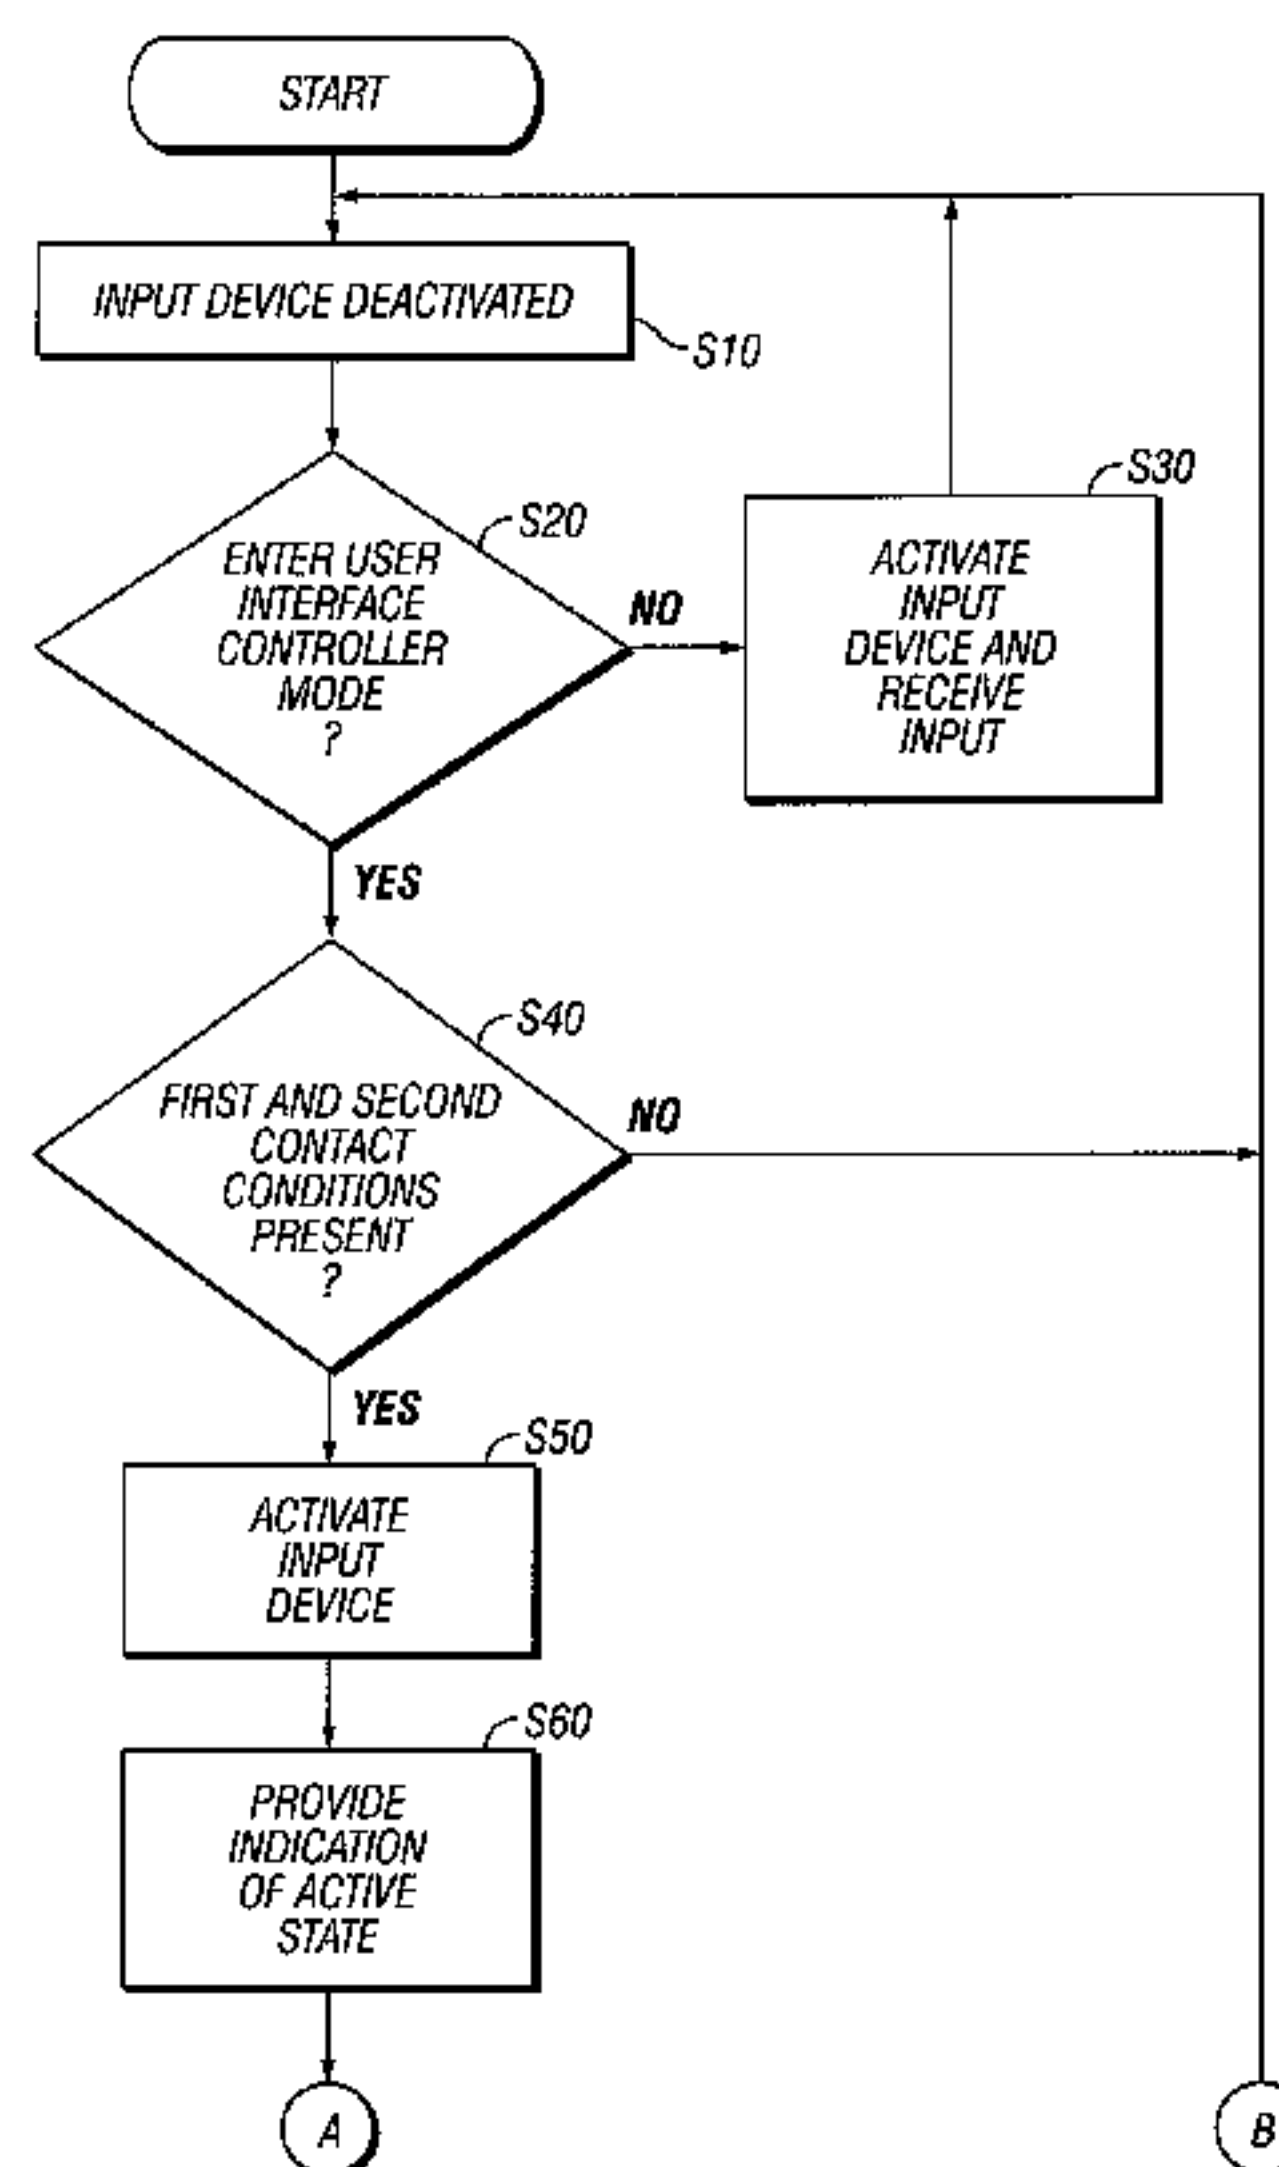 START
INPUT DEVICE DEACTIVATED
S10
S20
ENTER USER
INTERFACE
CONTROLLER
MODE
?
NO
S30
ACTIVATE
INPUT
DEVICE AND
RECEIVE
INPUT
YES
S40
FIRST AND SECOND
CONTACT
CONDITIONS
PRESENT
?
NO
YES
S50
ACTIVATE
INPUT
DEVICE
S60
PROVIDE
INDICATION
OF ACTIVE
STATE
A
B